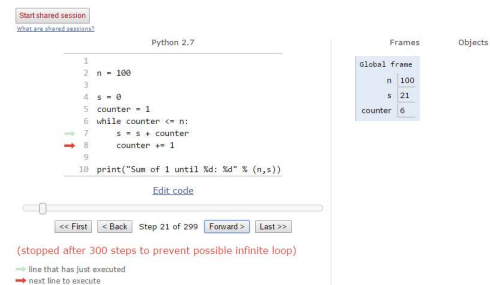 Start shared session
What are shared sessions?
Python 2.7
1
2 n = 100
3
4 s = 0
5 counter = 1
6 while counter <= n:
7     s = s + counter
8     counter += 1
9
10 print("Sum of 1 until %d: %d" % (n,s))
Edit code
<< First < Back Step 21 of 299 Forward > Last >>
(stopped after 300 steps to prevent possible infinite loop)
line that has just executed
next line to execute
Frames Objects
Global frame
n 100
s 21
counter 6